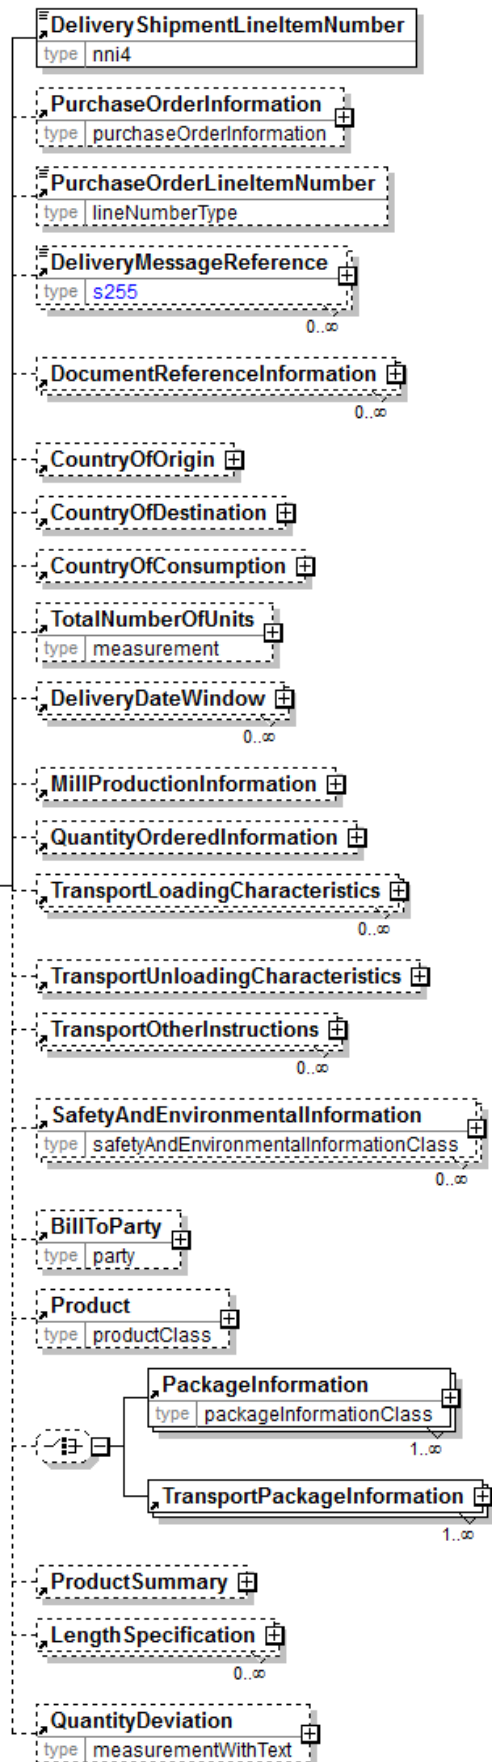 DeliveryShipmentLineItemNumber
type nni4
PurchaseOrderInformation
type purchaseOrderInformation
PurchaseOrderLineItemNumber
type lineNumberType
DeliveryMessageReference
type s255
0..∞
DocumentReferenceInformation
0..∞
CountryOfOrigin
CountryOfDestination
CountryOfConsumption
TotalNumberOfUnits
type measurement
DeliveryDateWindow
0..∞
MillProductionInformation
QuantityOrderedInformation
TransportLoadingCharacteristics
0..∞
TransportUnloadingCharacteristics
TransportOtherInstructions
0..∞
SafetyAndEnvironmentalInformation
type safetyAndEnvironmentalInformationClass
0..∞
BillToParty
type party
Product
type productClass
PackageInformation
type packageInformationClass
1..∞
TransportPackageInformation
1..∞
ProductSummary
LengthSpecification
0..∞
QuantityDeviation
type measurementWithText